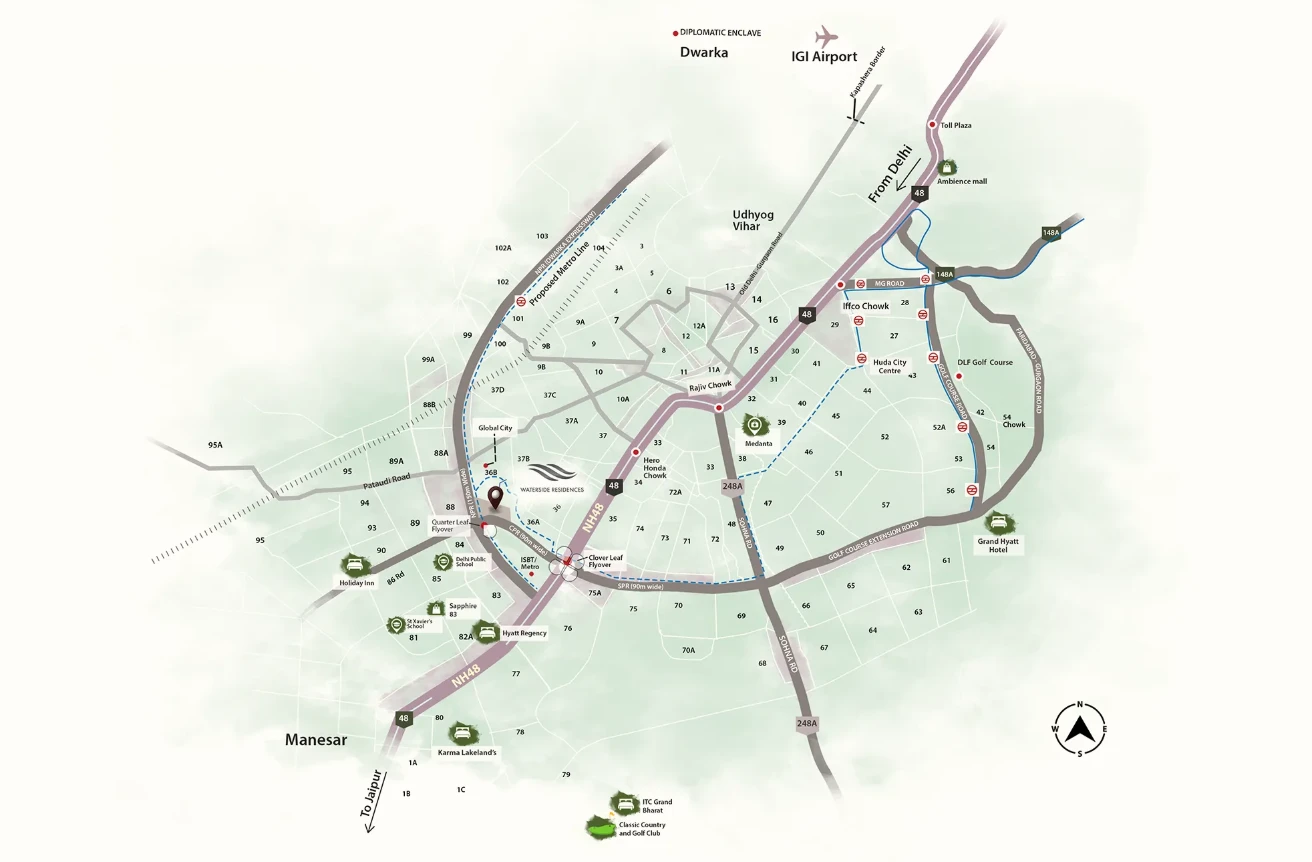 DIPLOMATIC ENCLAVE
Dwarka
IGI Airport
Kapashera Border
Toll Plaza
From Delhi
Ambience mall
48
Udhyog
Vihar
148A
148A
103
102A
104
NPR (DWARKA EXPRESSWAY)
Proposed Metro Line
3
3A
5
4
102
6
13
14
Old Delhi -Gurgaon Road
MG ROAD
28
Iffco Chowk
48
101
9A
7
12A
16
29
27
99
100
9B
9
12
8
15
30
41
Huda City
Centre
43
DLF Golf Course
FARIDABAD - GURGAON ROAD
GOLF COURSE ROAD
99A
9B
10
11
11A
31
44
37D
37C
10A
Rajiv Chowk
32
40
45
42
54
Chowk
88B
37A
39
52A
Global City
37
33
Medanta
52
54
95A
88A
89A
37B
Hero
Honda
Chowk
38
46
53
95
36B
33
51
Pataudi Road
WATERSIDE RESIDENCES
34
72A
248A
56
94
88
48
36
47
93
89
Quarter Leaf
Flyover
36A
NH48
35
74
48
50
Grand Hyatt
Hotel
95
90
84
CPR (90m wide)
73
71
72
SOHNA RD
49
GOLF COURSE EXTENSION ROAD
Holiday Inn
86 Rd
Delhi Public
School
85
ISBT/
Metro
Clover Leaf
Flyover
62
61
83
75A
SPR (90m wide)
65
Sapphire
83
75
70
66
63
St Xavier's
School
81
82A
Hyatt Regency
76
69
64
70A
68
SOHNA RD
67
77
NH48
48
80
78
248A
Manesar
Karma Lakeland's
N
W
E
S
1A
79
To Jaipur
1B
1C
ITC Grand
Bharat
Classic Country
and Golf Club